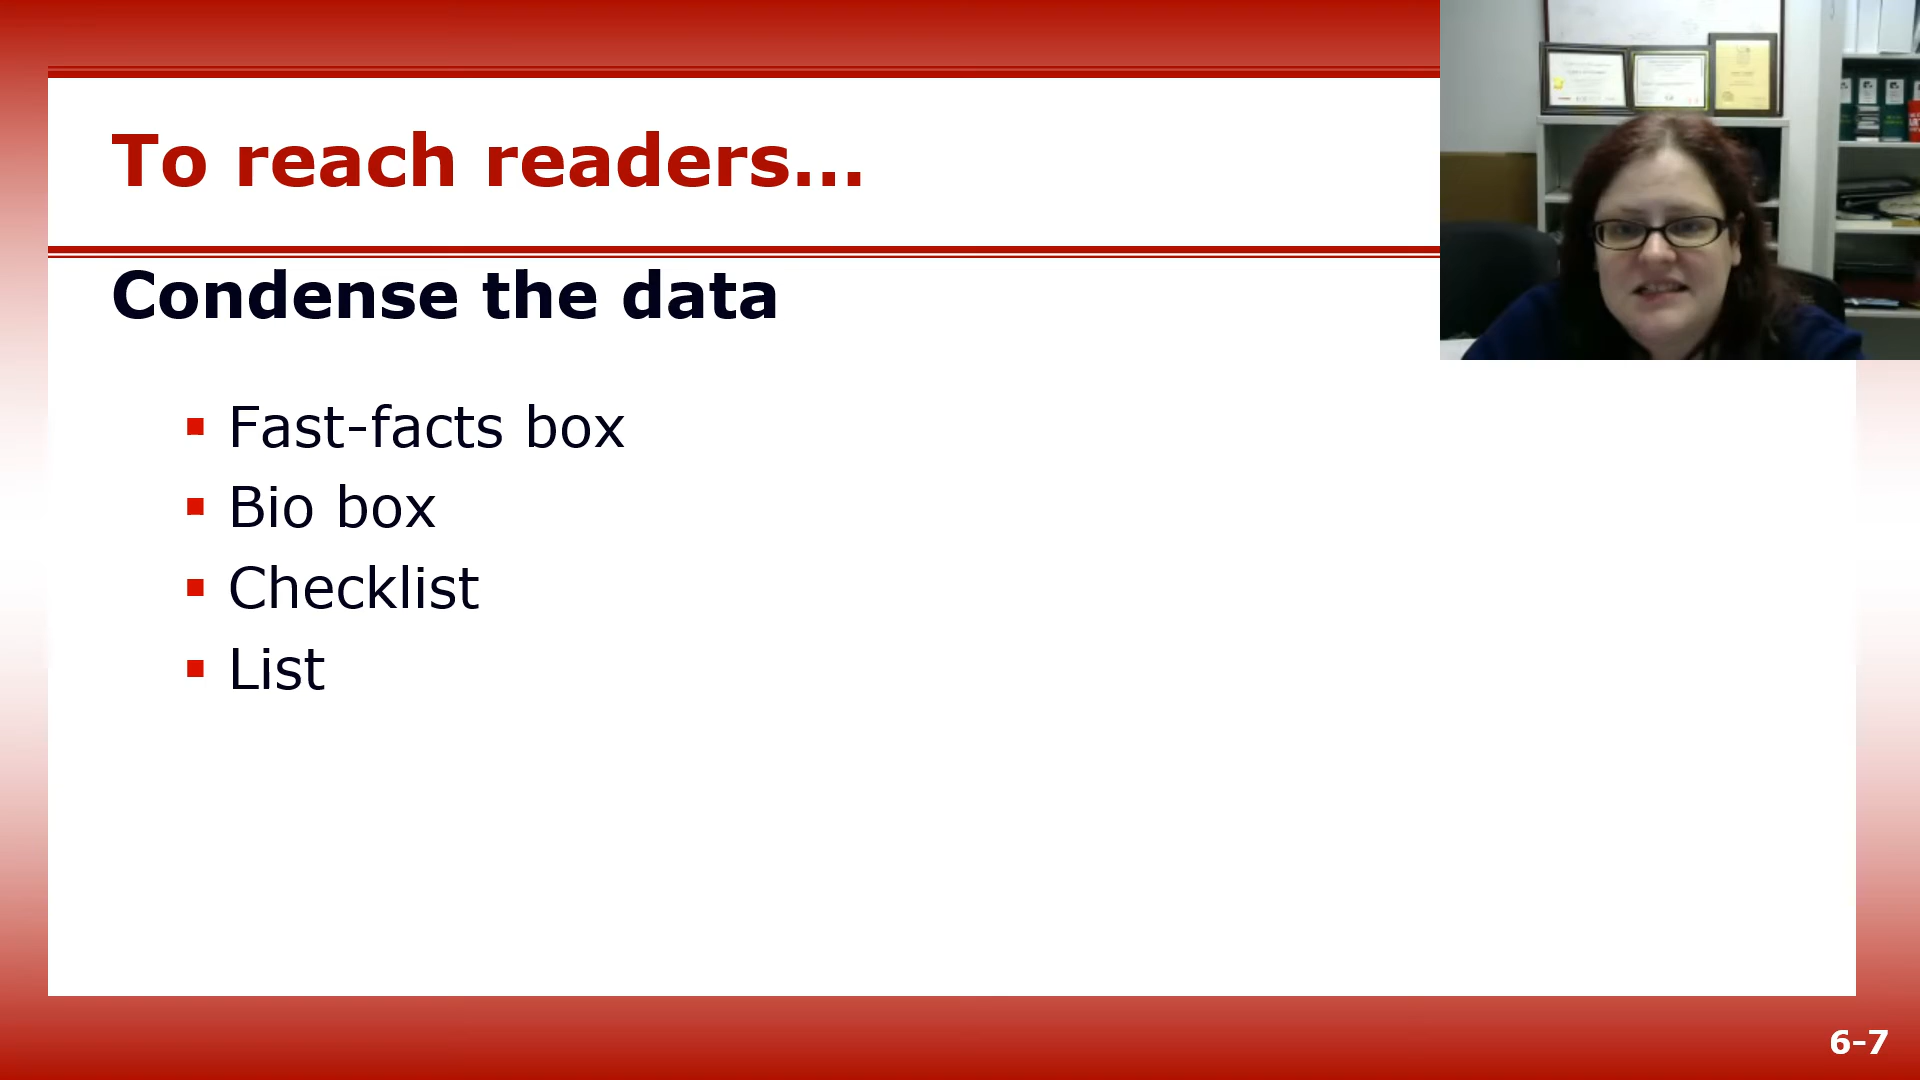 To reach readers...
Condense the data
Fast-facts box
Bio box
Checklist
List
6-7